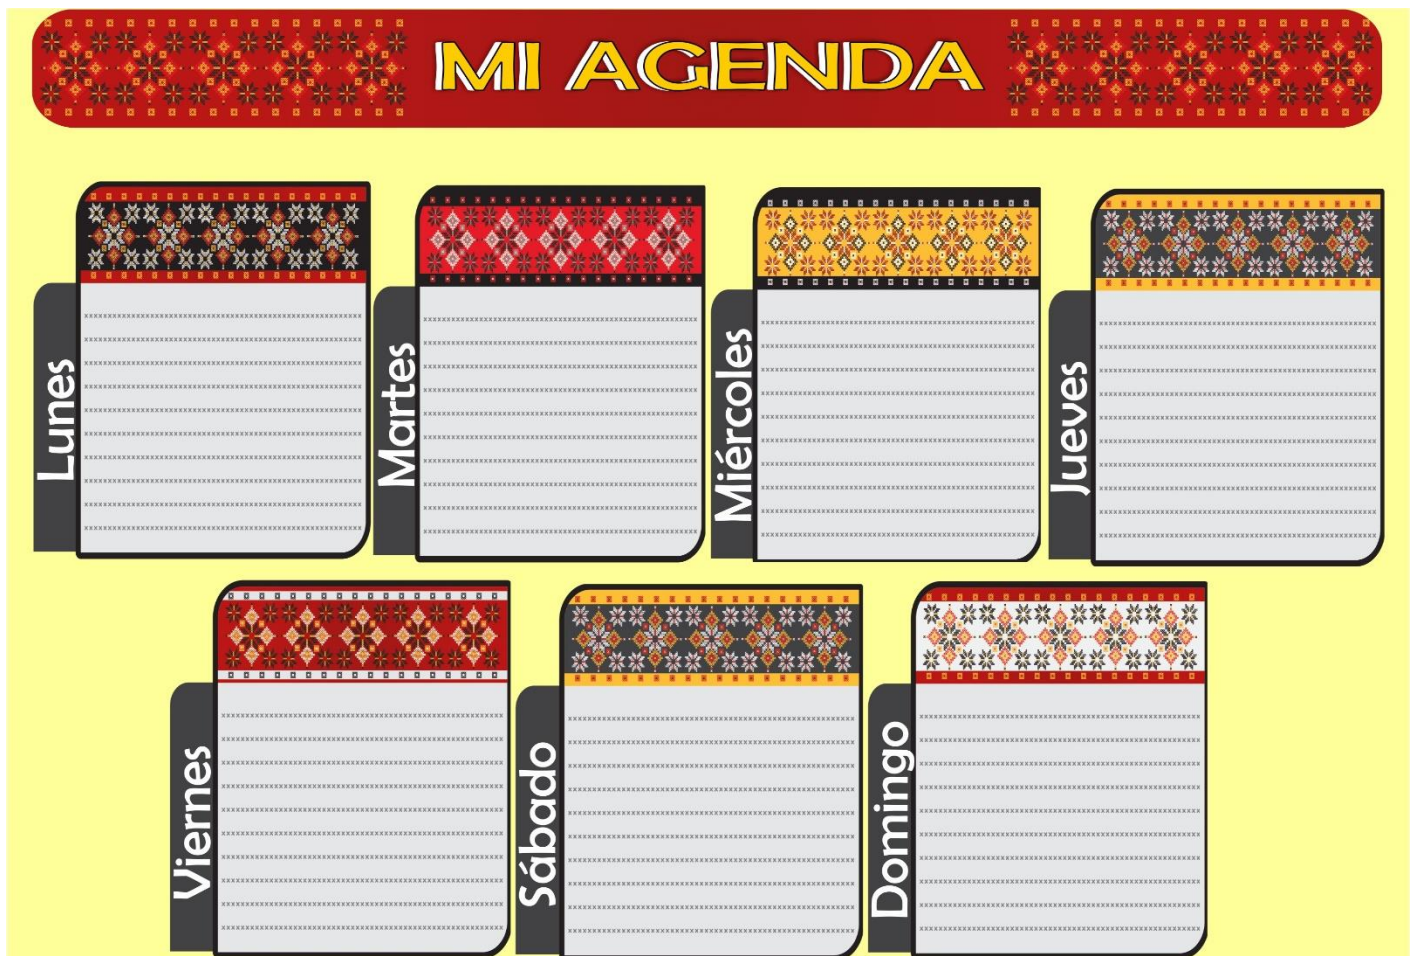 MI AGENDA
Lunes
Martes
Miércoles
Jueves
Viernes
Sábado
Domingo